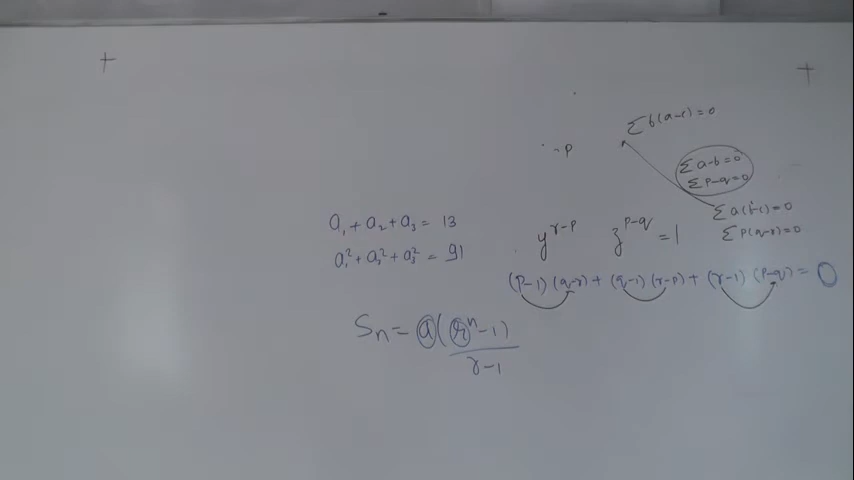 Σ b(a-c) = 0
p
Σ a-b = 0
Σ p-q = 0
Σ a(b-c) = 0
Σ p(q-r) = 0
a₁ + a₂ + a₃ = 13
a₁² + a₂² + a₃² = 91
y^{r-p} z^{p-q} = 1
(p-1)(q-r) + (q-1)(r-p) + (r-1)(p-q) = 0
Sₙ = a(rⁿ-1)
r-1